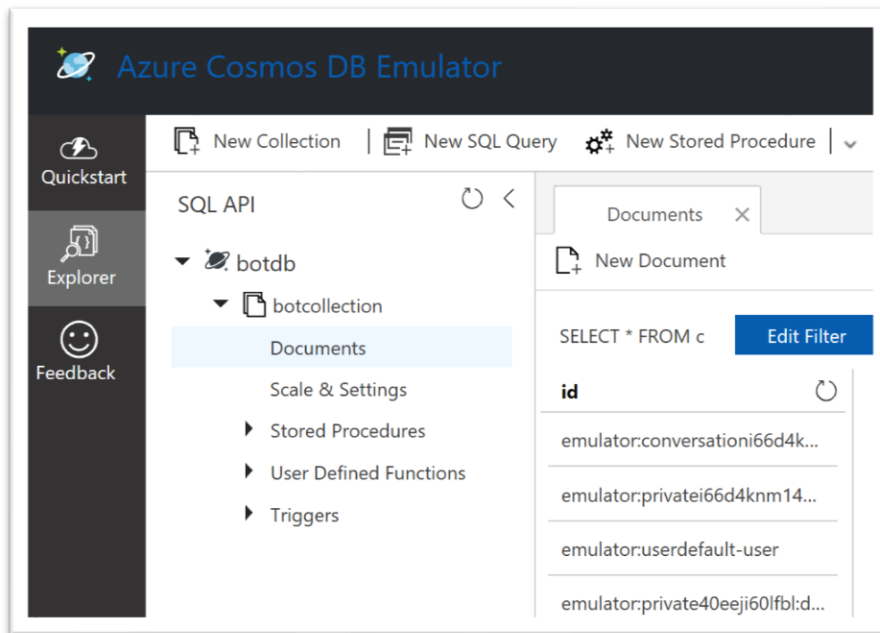 Azure Cosmos DB Emulator
New Collection
New SQL Query
New Stored Procedure
Quickstart
Explorer
Feedback
SQL API
botdb
botcollection
Documents
Scale & Settings
Stored Procedures
User Defined Functions
Triggers
Documents
New Document
SELECT * FROM c
Edit Filter
id
emulator:conversationi66d4k...
emulator:privatei66d4knm14...
emulator:userdefault-user
emulator:private40eeji60lfbl:d...